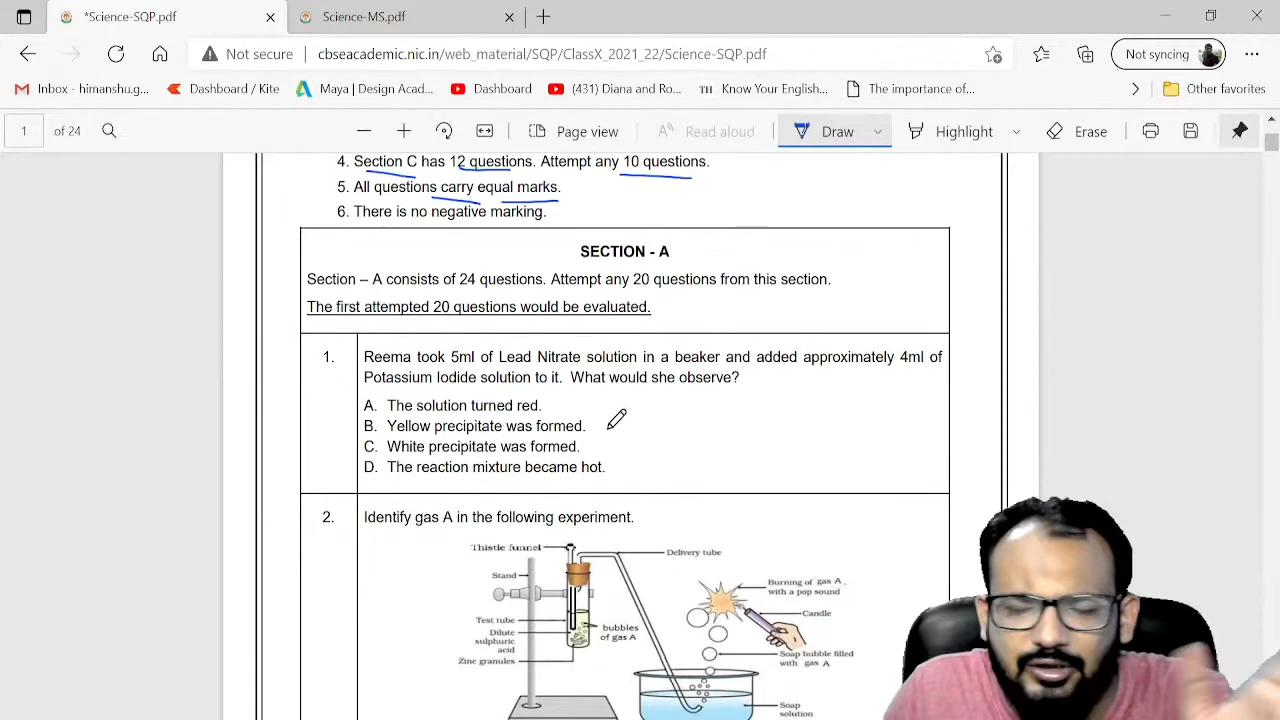 *Science-SQP.pdf
Science-MS.pdf
Not secure
cbseacademic.nic.in/web_material/SQP/ClassX_2021_22/Science-SQP.pdf
Not syncing
Inbox - himanshu.g...
Dashboard / Kite
Maya | Design Acad...
Dashboard
(431) Diana and Ro...
TH Know Your English...
The importance of...
Other favorites
1 of 24
Page view
Read aloud
Draw
Highlight
Erase
4. Section C has 12 questions. Attempt any 10 questions.
5. All questions carry equal marks.
6. There is no negative marking.
SECTION - A
Section – A consists of 24 questions. Attempt any 20 questions from this section.
The first attempted 20 questions would be evaluated.
1. Reema took 5ml of Lead Nitrate solution in a beaker and added approximately 4ml of
Potassium Iodide solution to it. What would she observe?
A. The solution turned red.
B. Yellow precipitate was formed.
C. White precipitate was formed.
D. The reaction mixture became hot.
2. Identify gas A in the following experiment.
Thistle funnel
Delivery tube
Stand
Burning of gas A
with a pop sound
Candle
Test tube
bubbles
of gas A
Dilute
sulphuric
acid
Soap bubble filled
with gas A
Zinc granules
Soap
solution